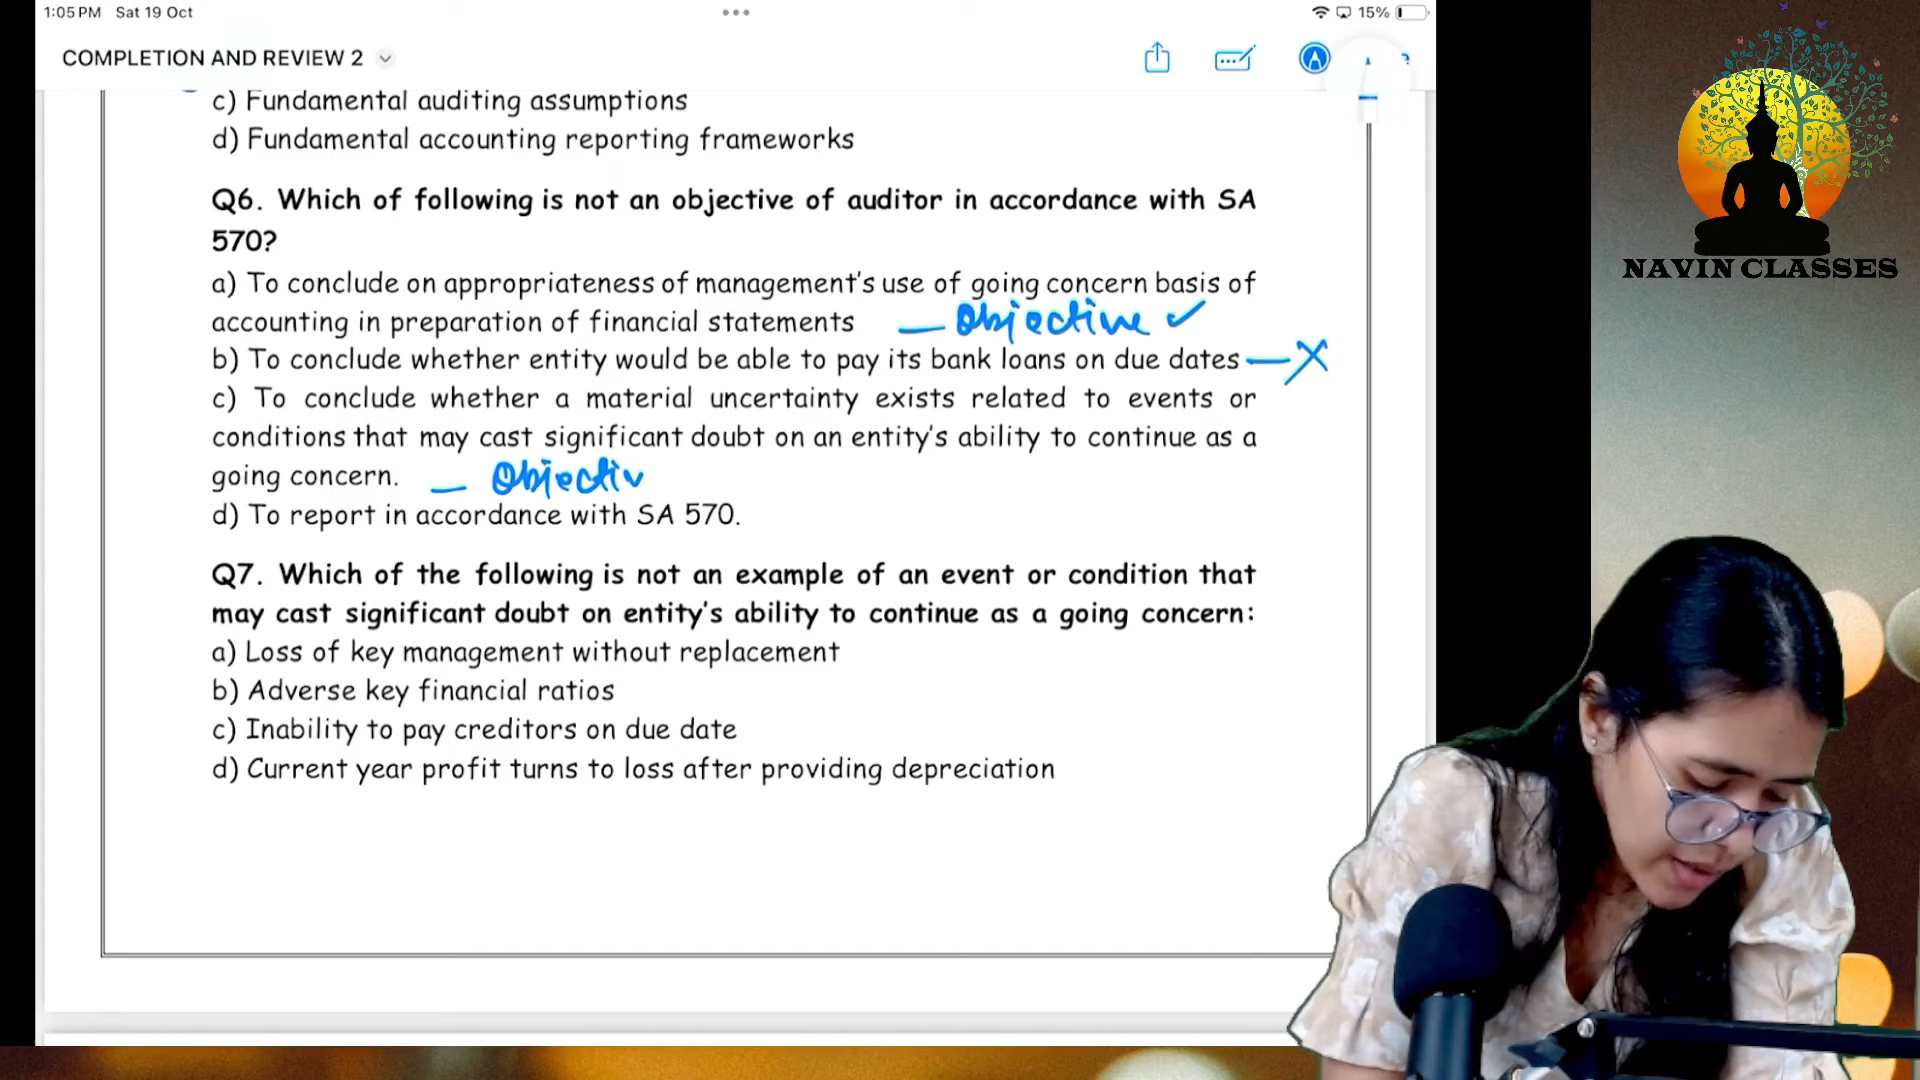 1:05 PM Sat 19 Oct
15%
COMPLETION AND REVIEW 2
NAVIN CLASSES
c) Fundamental auditing assumptions
d) Fundamental accounting reporting frameworks
Q6. Which of following is not an objective of auditor in accordance with SA
570?
a) To conclude on appropriateness of management's use of going concern basis of
accounting in preparation of financial statements — Objective ✓
b) To conclude whether entity would be able to pay its bank loans on due dates — X
c) To conclude whether a material uncertainty exists related to events or
conditions that may cast significant doubt on an entity's ability to continue as a
going concern. — Objectiv
d) To report in accordance with SA 570.
Q7. Which of the following is not an example of an event or condition that
may cast significant doubt on entity's ability to continue as a going concern:
a) Loss of key management without replacement
b) Adverse key financial ratios
c) Inability to pay creditors on due date
d) Current year profit turns to loss after providing depreciation